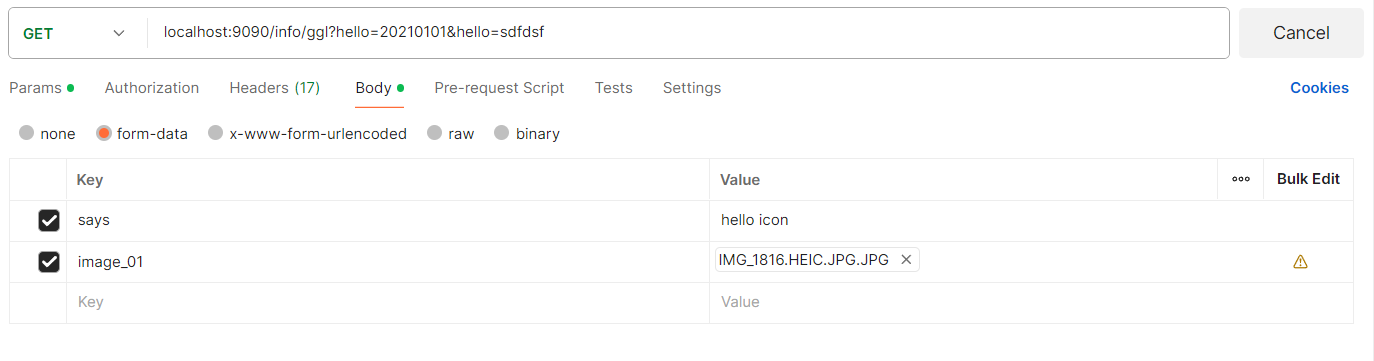 GET localhost:9090/info/ggl?hello=20210101&hello=sdfdsf Cancel
Params Authorization Headers (17) Body Pre-request Script Tests Settings Cookies
none form-data x-www-form-urlencoded raw binary
Key Value ooo Bulk Edit
says hello icon
image_01 IMG_1816.HEIC.JPG.JPG
Key Value